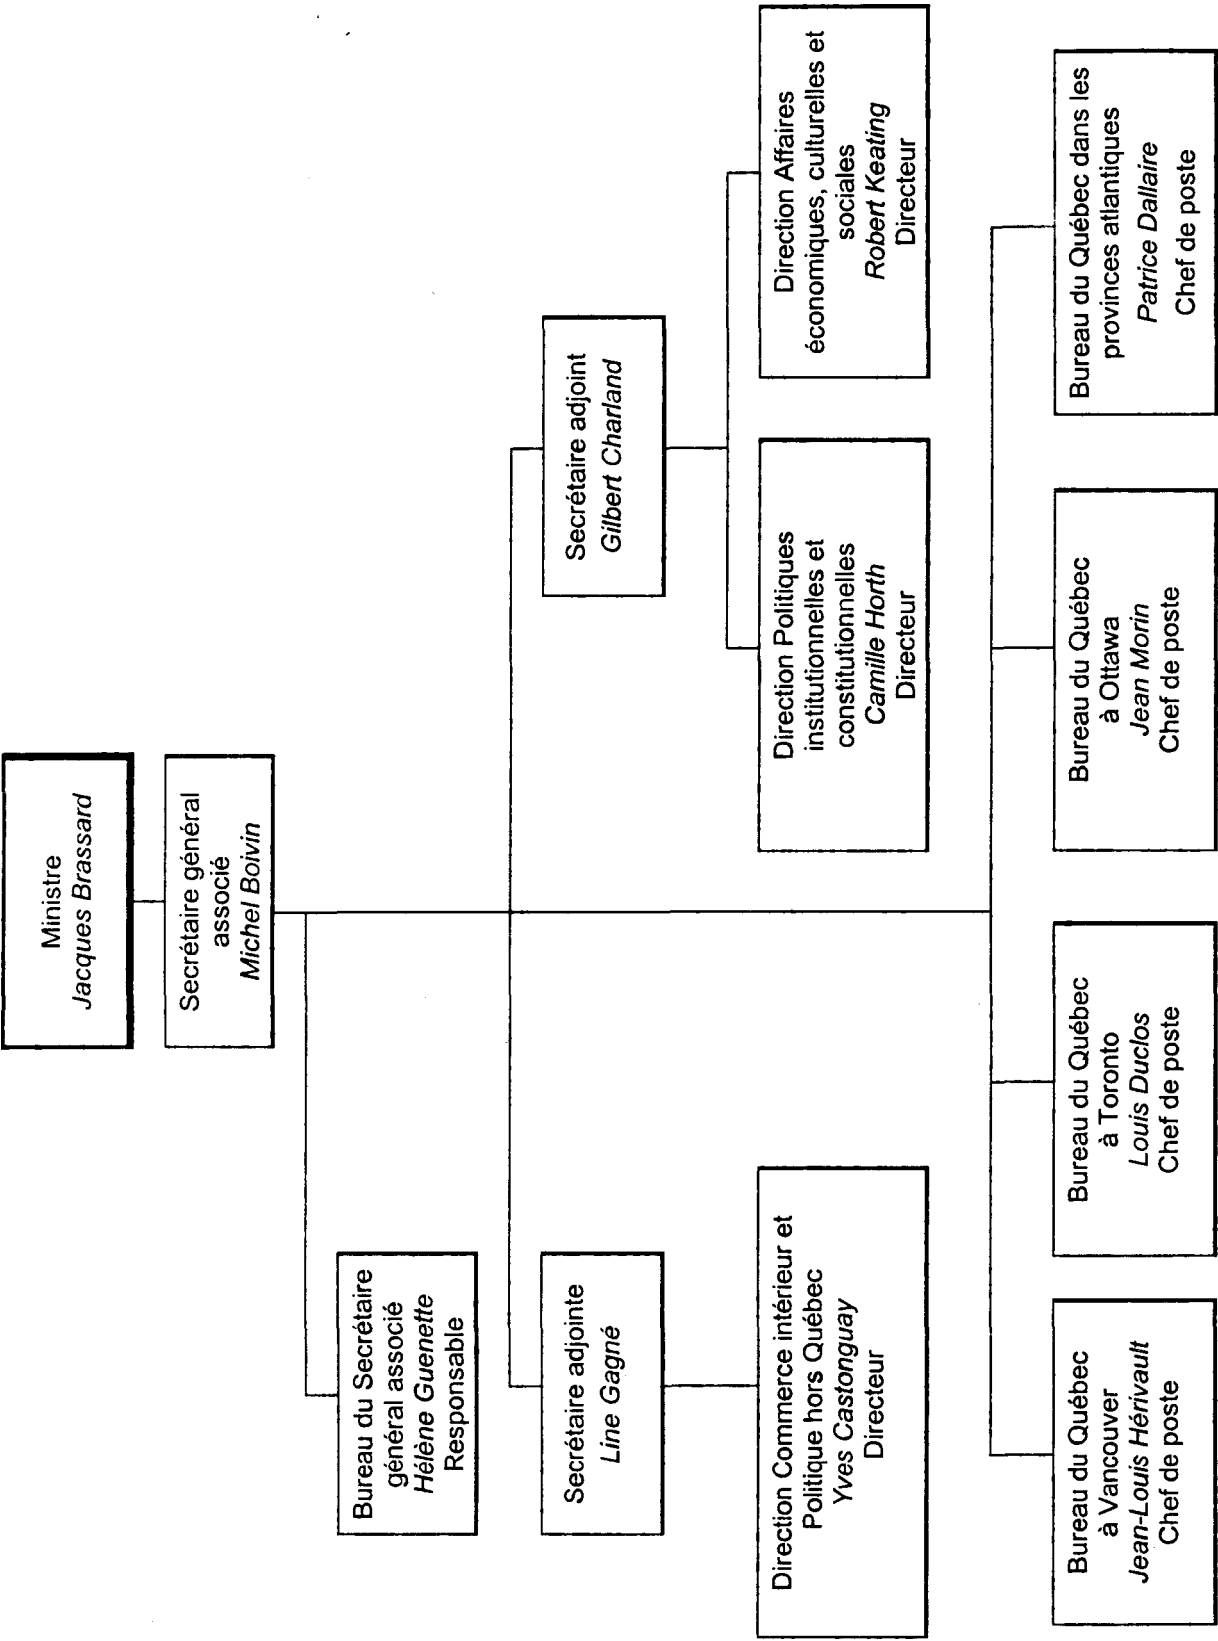 Ministre
Jacques Brassard
Secrétaire général
associé
Michel Boivin
Bureau du Secrétaire
général associé
Hélène Guenette
Responsable
Secrétaire adjointe
Line Gagné
Secrétaire adjoint
Gilbert Charland
Direction Commerce intérieur et
Politique hors Québec
Yves Castonguay
Directeur
Direction Politiques
institutionnelles et
constitutionnelles
Camille Horth
Directeur
Direction Affaires
économiques, culturelles et
sociales
Robert Keating
Directeur
Bureau du Québec
à Vancouver
Jean-Louis Hérivault
Chef de poste
Bureau du Québec
à Toronto
Louis Duclos
Chef de poste
Bureau du Québec
à Ottawa
Jean Morin
Chef de poste
Bureau du Québec dans les
provinces atlantiques
Patrice Dallaire
Chef de poste